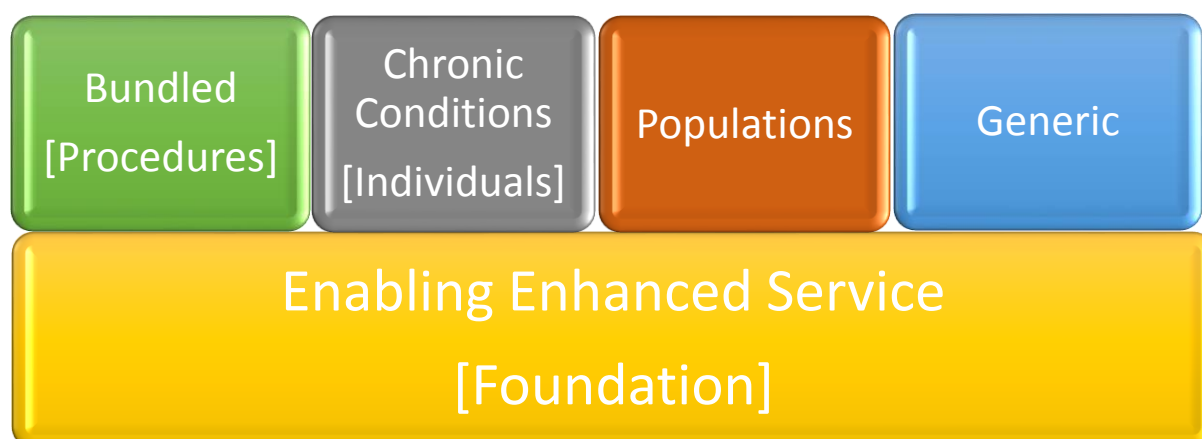 Bundled
[Procedures]
Chronic
Conditions
[Individuals]
Populations
Generic
Enabling Enhanced Service
[Foundation]